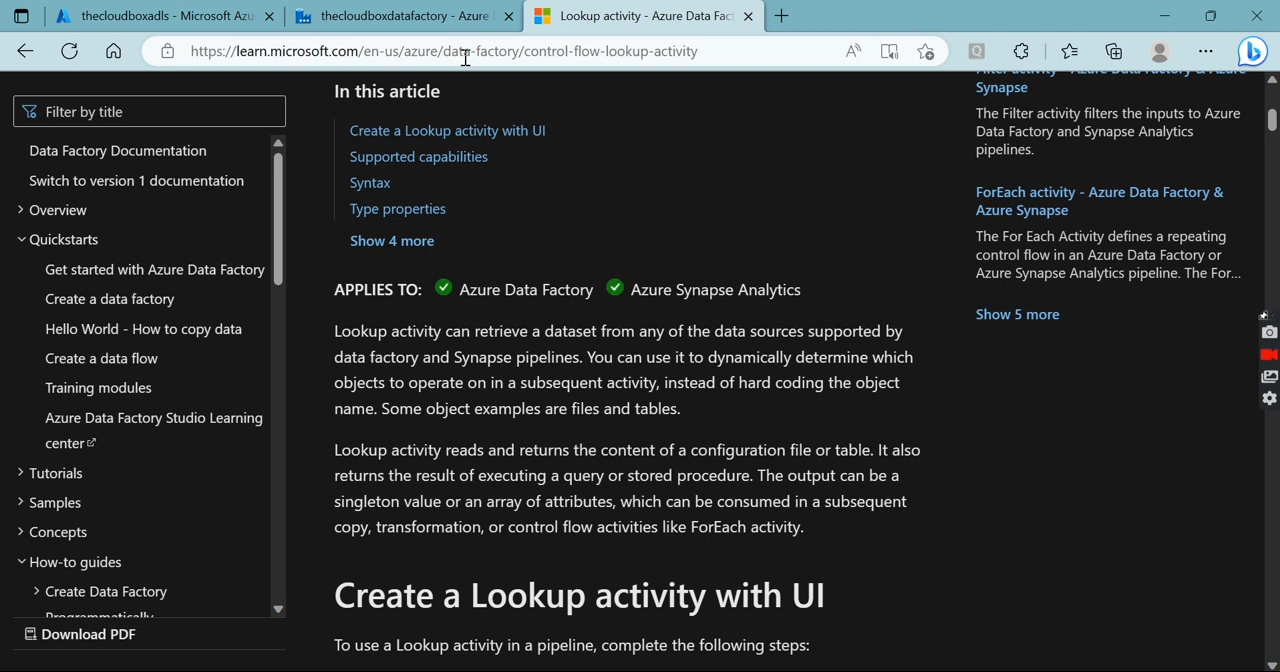 thecloudboxadls - Microsoft Azu
thecloudboxdatafactory - Azure
Lookup activity - Azure Data Fac
https://learn.microsoft.com/en-us/azure/data-factory/control-flow-lookup-activity
Filter by title
Data Factory Documentation
Switch to version 1 documentation
Overview
Quickstarts
Get started with Azure Data Factory
Create a data factory
Hello World - How to copy data
Create a data flow
Training modules
Azure Data Factory Studio Learning
center
Tutorials
Samples
Concepts
How-to guides
Create Data Factory
Programmatically
Download PDF
In this article
Create a Lookup activity with UI
Supported capabilities
Syntax
Type properties
Show 4 more
APPLIES TO: Azure Data Factory Azure Synapse Analytics
Lookup activity can retrieve a dataset from any of the data sources supported by
data factory and Synapse pipelines. You can use it to dynamically determine which
objects to operate on in a subsequent activity, instead of hard coding the object
name. Some object examples are files and tables.
Lookup activity reads and returns the content of a configuration file or table. It also
returns the result of executing a query or stored procedure. The output can be a
singleton value or an array of attributes, which can be consumed in a subsequent
copy, transformation, or control flow activities like ForEach activity.
Create a Lookup activity with UI
To use a Lookup activity in a pipeline, complete the following steps:
Filter activity - Azure Data Factory & Azure
Synapse
The Filter activity filters the inputs to Azure
Data Factory and Synapse Analytics
pipelines.
ForEach activity - Azure Data Factory &
Azure Synapse
The For Each Activity defines a repeating
control flow in an Azure Data Factory or
Azure Synapse Analytics pipeline. The For...
Show 5 more